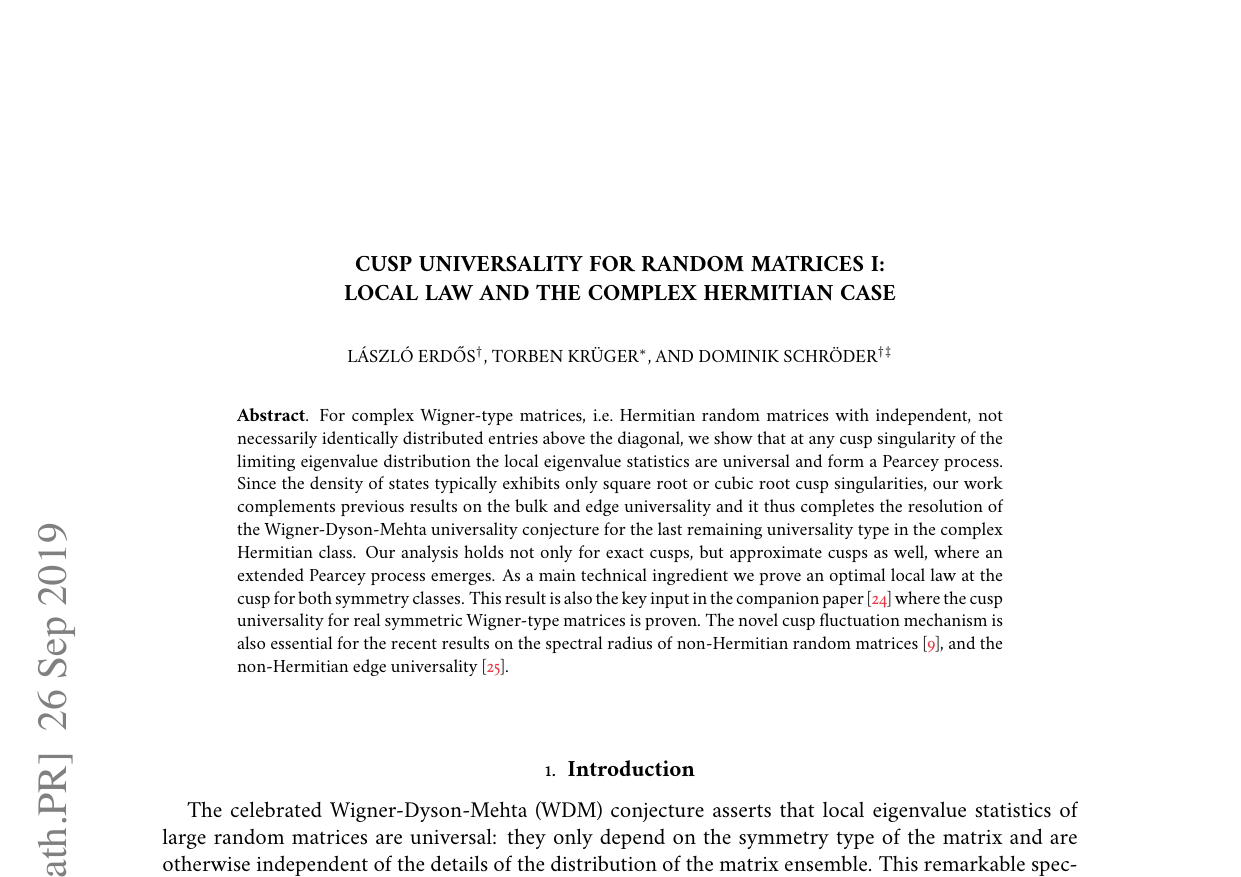 CUSP UNIVERSALITY FOR RANDOM MATRICES I:
LOCAL LAW AND THE COMPLEX HERMITIAN CASE
LÁSZLÓ ERDŐS†, TORBEN KRÜGER*, AND DOMINIK SCHRÖDER†‡
Abstract. For complex Wigner-type matrices, i.e. Hermitian random matrices with independent, not
necessarily identically distributed entries above the diagonal, we show that at any cusp singularity of the
limiting eigenvalue distribution the local eigenvalue statistics are universal and form a Pearcey process.
Since the density of states typically exhibits only square root or cubic root cusp singularities, our work
complements previous results on the bulk and edge universality and it thus completes the resolution of
the Wigner-Dyson-Mehta universality conjecture for the last remaining universality type in the complex
Hermitian class. Our analysis holds not only for exact cusps, but approximate cusps as well, where an
extended Pearcey process emerges. As a main technical ingredient we prove an optimal local law at the
cusp for both symmetry classes. This result is also the key input in the companion paper [24] where the cusp
universality for real symmetric Wigner-type matrices is proven. The novel cusp fluctuation mechanism is
also essential for the recent results on the spectral radius of non-Hermitian random matrices [9], and the
non-Hermitian edge universality [25].
1. Introduction
The celebrated Wigner-Dyson-Mehta (WDM) conjecture asserts that local eigenvalue statistics of
large random matrices are universal: they only depend on the symmetry type of the matrix and are
otherwise independent of the details of the distribution of the matrix ensemble. This remarkable spec-
ath.PR] 26 Sep 2019